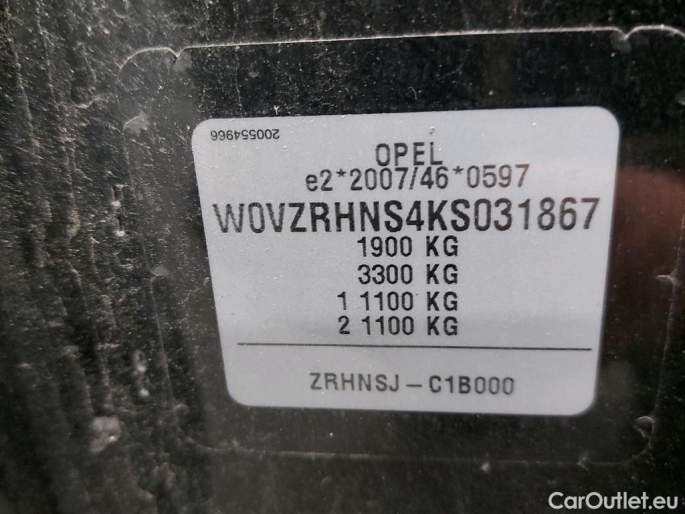 200554966
OPEL
e2*2007/46*0597
W0VZRHNS4KS031867
1900 KG
3300 KG
1 1100 KG
2 1100 KG
ZRHNSJ-C1B000
CarOutlet.eu